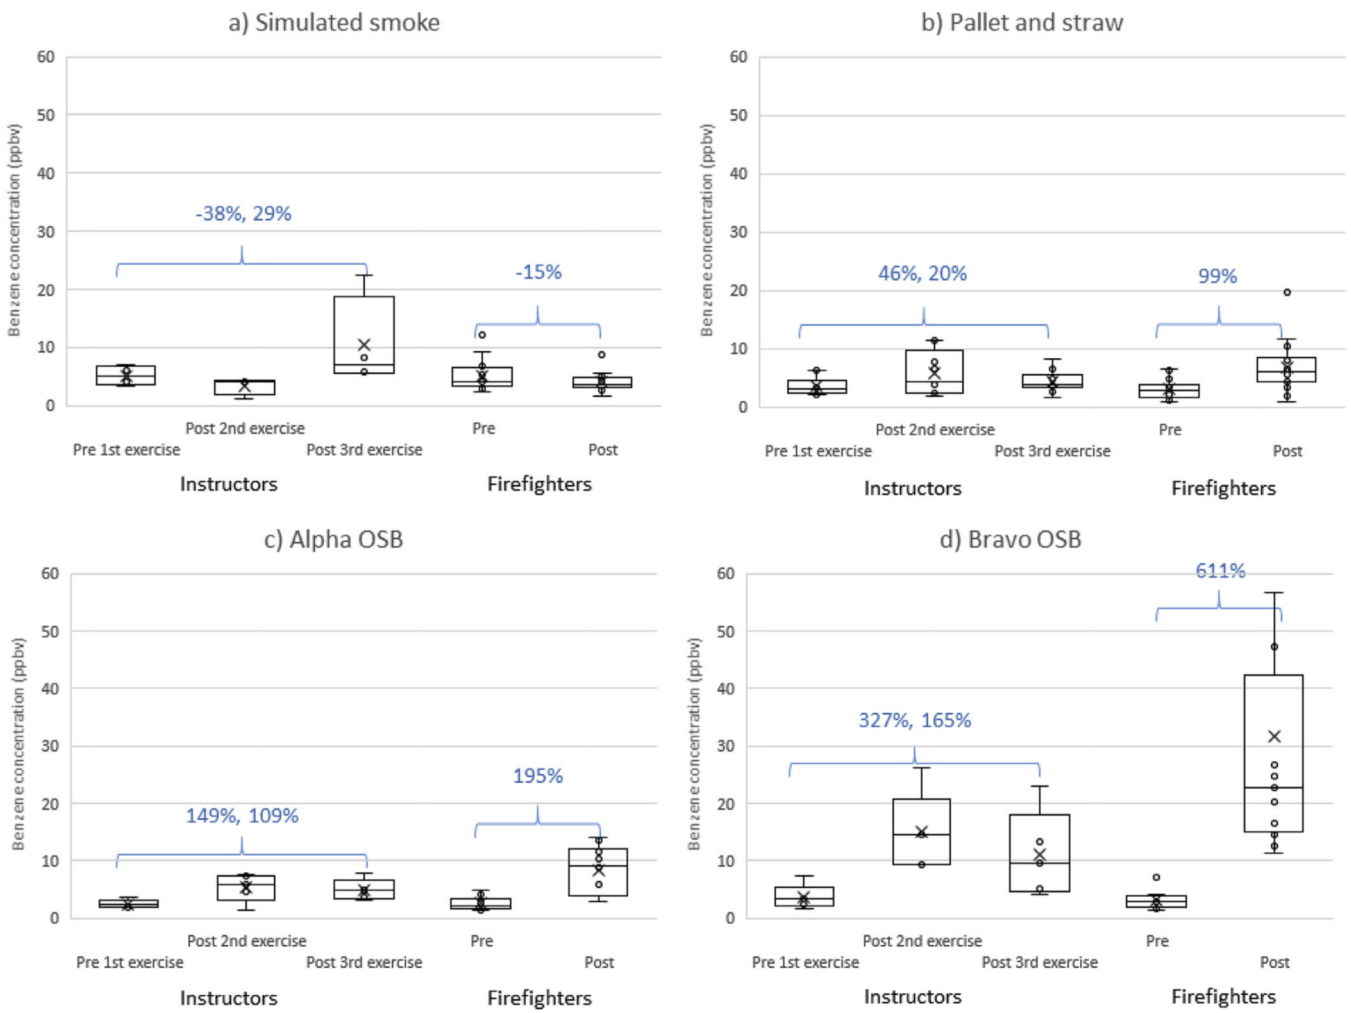 a) Simulated smoke
60
50
40
30
20
10
0
Benzene concentration (ppbv)
-38%, 29%
-15%
Post 2nd exercise
Pre
Pre 1st exercise
Post 3rd exercise
Post
Instructors
Firefighters
b) Pallet and straw
60
50
40
30
20
10
0
Benzene concentration (ppbv)
46%, 20%
99%
Post 2nd exercise
Pre
Pre 1st exercise
Post 3rd exercise
Post
Instructors
Firefighters
c) Alpha OSB
60
50
40
30
20
10
0
Benzene concentration (ppbv)
149%, 109%
195%
Post 2nd exercise
Pre
Pre 1st exercise
Post 3rd exercise
Post
Instructors
Firefighters
d) Bravo OSB
60
50
40
30
20
10
0
Benzene concentration (ppbv)
611%
327%, 165%
Post 2nd exercise
Pre
Pre 1st exercise
Post 3rd exercise
Post
Instructors
Firefighters